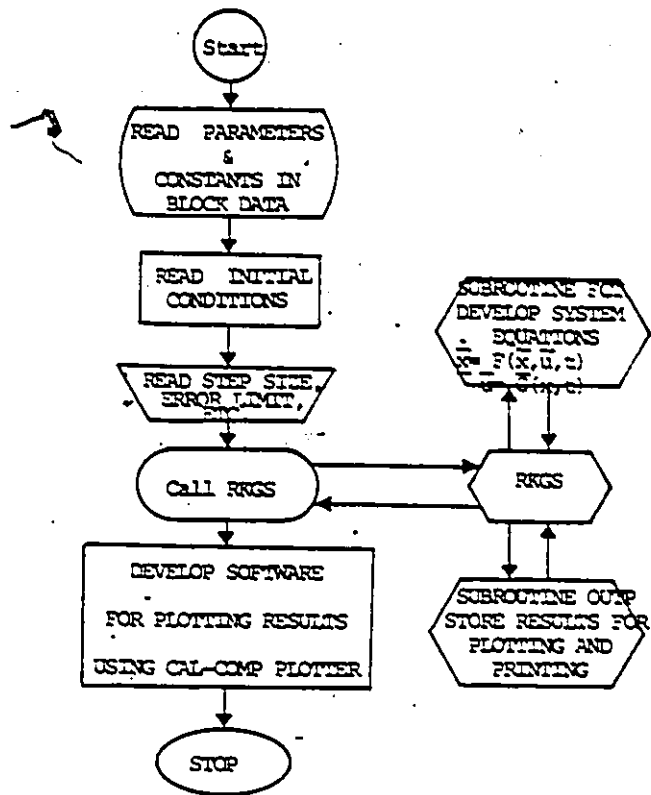 Start
READ PARAMETERS
&
CONSTANTS IN
BLOCK DATA
READ INITIAL
CONDITIONS
READ STEP SIZE,
ERROR LIMIT,
ETC
Call RKGS
DEVELOP SOFTWARE
FOR PLOTTING RESULTS
USING CAL-COMP PLOTTER
STOP
SUBROUTINE FCT
DEVELOP SYSTEM
EQUATIONS
ẋ = F(x̄,ū,t)
(x,t)
RKGS
SUBROUTINE OUTP
STORE RESULTS FOR
PLOTTING AND
PRINTING